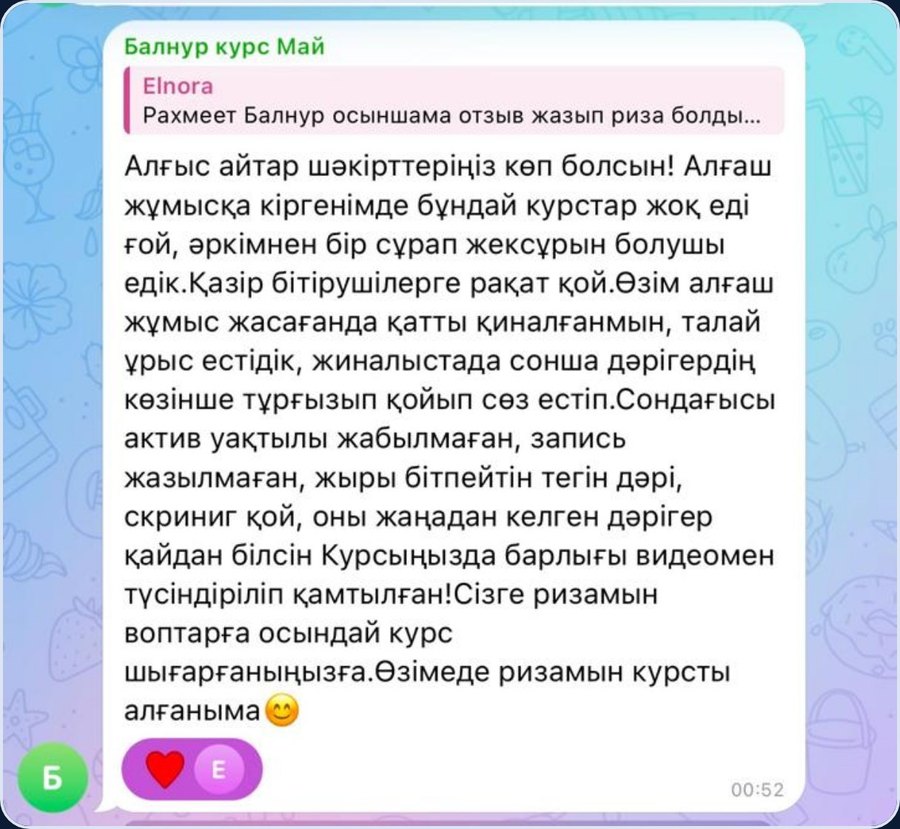 Балнур курс Май
Elnora
Рахмеет Балнур осыншама отзыв жазып риза болды...
Алғыс айтар шәкірттеріңіз көп болсын! Алғаш
жұмысқа кіргенімде бұндай курстар жоқ еді
ғой, әркімнен бір сұрап жексұрын болушы
едік.Қазір бітірушілерге рақат қой.Өзім алғаш
жұмыс жасағанда қатты қиналғанмын, талай
ұрыс естідік, жиналыстада сонша дәрігердің
көзінше тұрғызып қойып сөз естіп.Сондағысы
актив уақтылы жабылмаған, запись
жазылмаған, жыры бітпейтін тегін дәрі,
скриниг қой, оны жаңадан келген дәрігер
қайдан білсін Курсыңызда барлығы видеомен
түсіндіріліп қамтылған!Сізге ризамын
воптарға осындай курс
шығарғаныңызға.Өзімеде ризамын курсты
алғаныма😊
❤️ E
Б
00:52